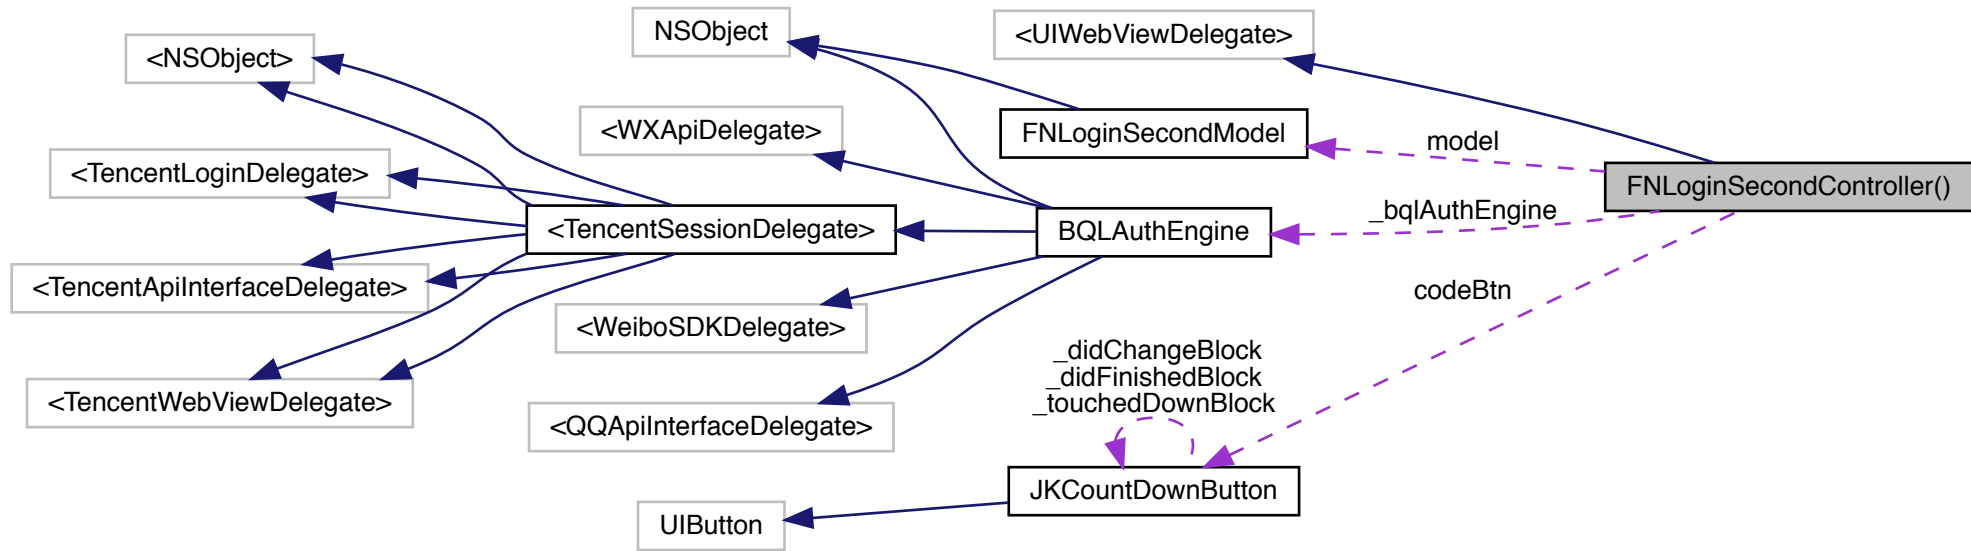 NSObject
<UIWebViewDelegate>
<NSObject>
<WXApiDelegate>
FNLoginSecondModel
model
<TencentLoginDelegate>
FNLoginSecondController()
_bqlAuthEngine
<TencentSessionDelegate>
BQLAuthEngine
<TencentApiInterfaceDelegate>
codeBtn
<WeiboSDKDelegate>
_didChangeBlock
_didFinishedBlock
_touchedDownBlock
<TencentWebViewDelegate>
<QQApiInterfaceDelegate>
JKCountDownButton
UIButton